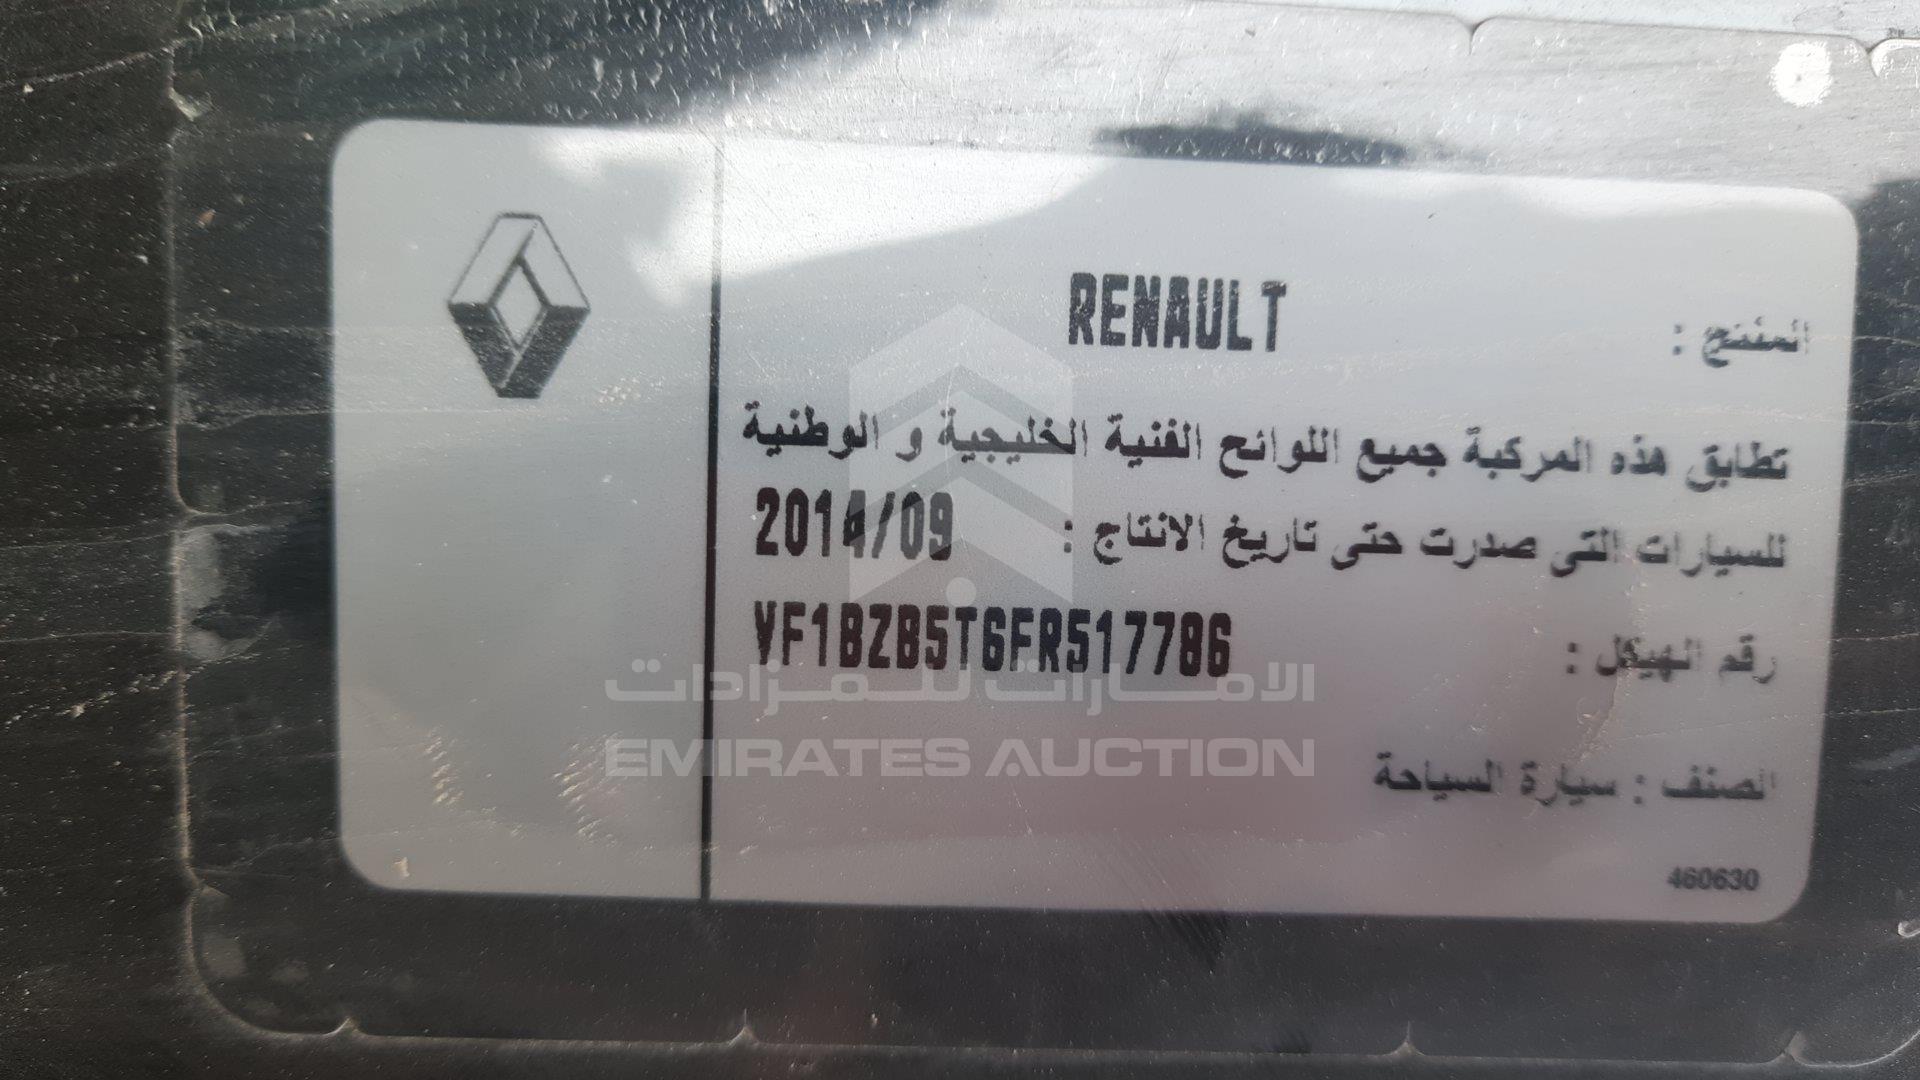 المنتج : RENAULT
تطابق هذه المركبة جميع اللوائح الفنية الخليجية و الوطنية
للسيارات التى صدرت حتى تاريخ الانتاج : 2014/09
رقم الهيكل : VF1BZB5T6FR517786
الامارات للمزادات
EMIRATES AUCTION
الصنف : سيارة السياحة
460630